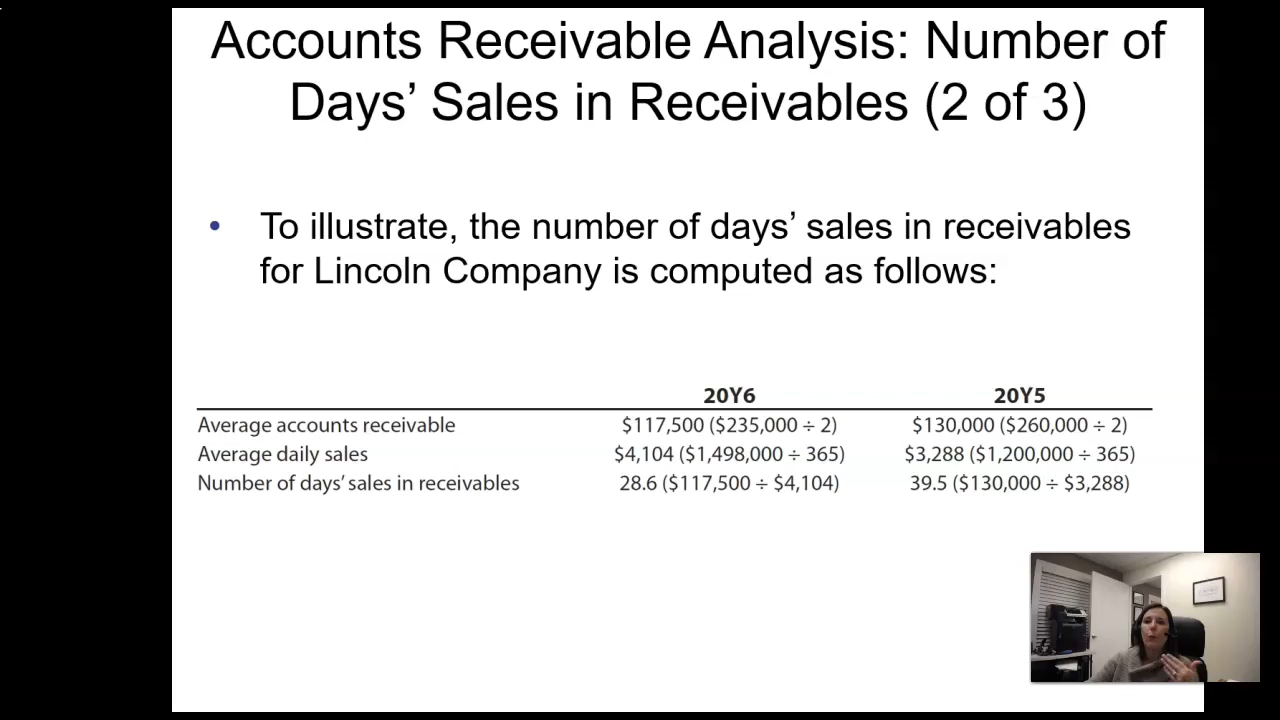 Accounts Receivable Analysis: Number of
Days’ Sales in Receivables (2 of 3)
• To illustrate, the number of days’ sales in receivables
for Lincoln Company is computed as follows:
20Y6 20Y5
Average accounts receivable $117,500 ($235,000 ÷ 2) $130,000 ($260,000 ÷ 2)
Average daily sales $4,104 ($1,498,000 ÷ 365) $3,288 ($1,200,000 ÷ 365)
Number of days’ sales in receivables 28.6 ($117,500 ÷ $4,104) 39.5 ($130,000 ÷ $3,288)